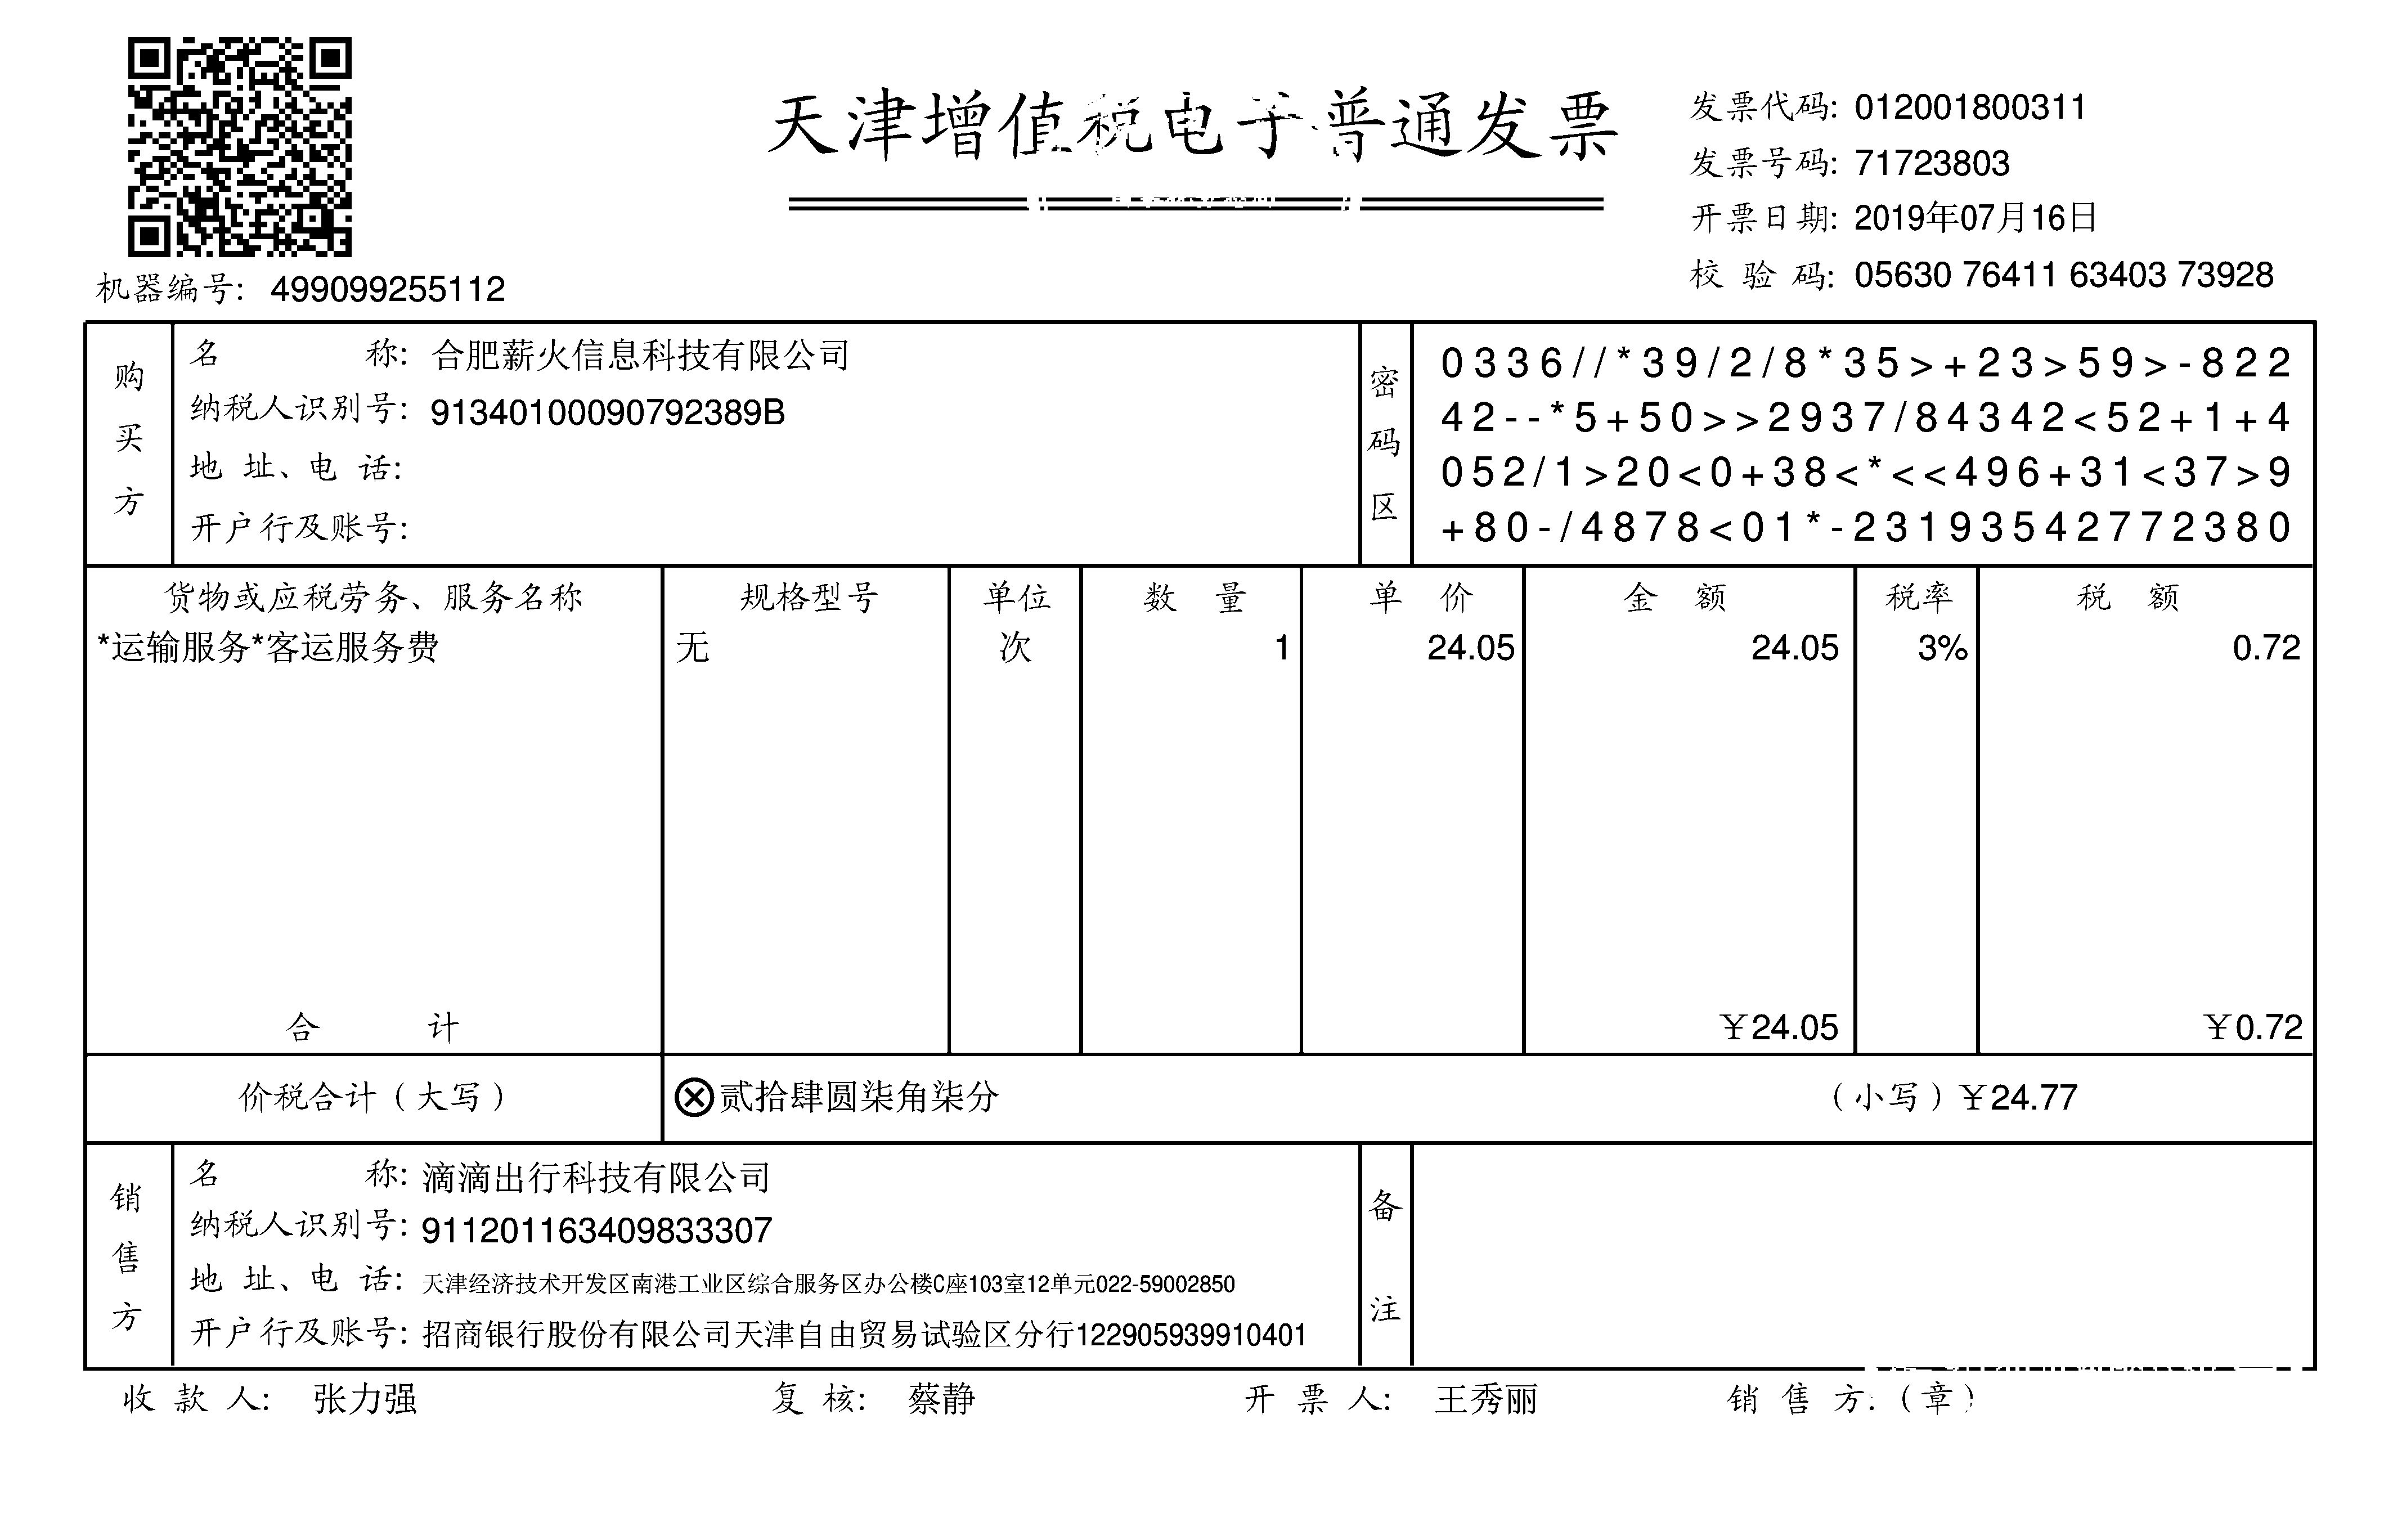 天津增值税电子普通发票
发票代码: 012001800311
发票号码: 71723803
开票日期: 2019年07月16日
校 验 码: 05630 76411 63403 73928
机器编号: 499099255112
购买方
名 称: 合肥薪火信息科技有限公司
纳税人识别号: 91340100090792389B
地 址、电 话:
开户行及账号:
密码区
0336//*39/2/8*35>+23>59>-822
42--*5+50>>2937/84342<52+1+4
052/1>20<0+38<*<<496+31<37>9
+80-/4878<01*-23193542772380
货物或应税劳务、服务名称 规格型号 单位 数 量 单 价 金 额 税率 税 额
*运输服务*客运服务费 无 次 1 24.05 24.05 3% 0.72
合 计 ￥24.05 ￥0.72
价税合计（大写） ⊗贰拾肆圆柒角柒分 （小写）￥24.77
销售方
名 称: 滴滴出行科技有限公司
纳税人识别号: 911201163409833307
地 址、电 话: 天津经济技术开发区南港工业区综合服务区办公楼C座103室12单元022-59002850
开户行及账号: 招商银行股份有限公司天津自由贸易试验区分行122905939910401
备注
收 款 人: 张力强 复 核: 蔡静 开 票 人: 王秀丽 销 售 方:（章）